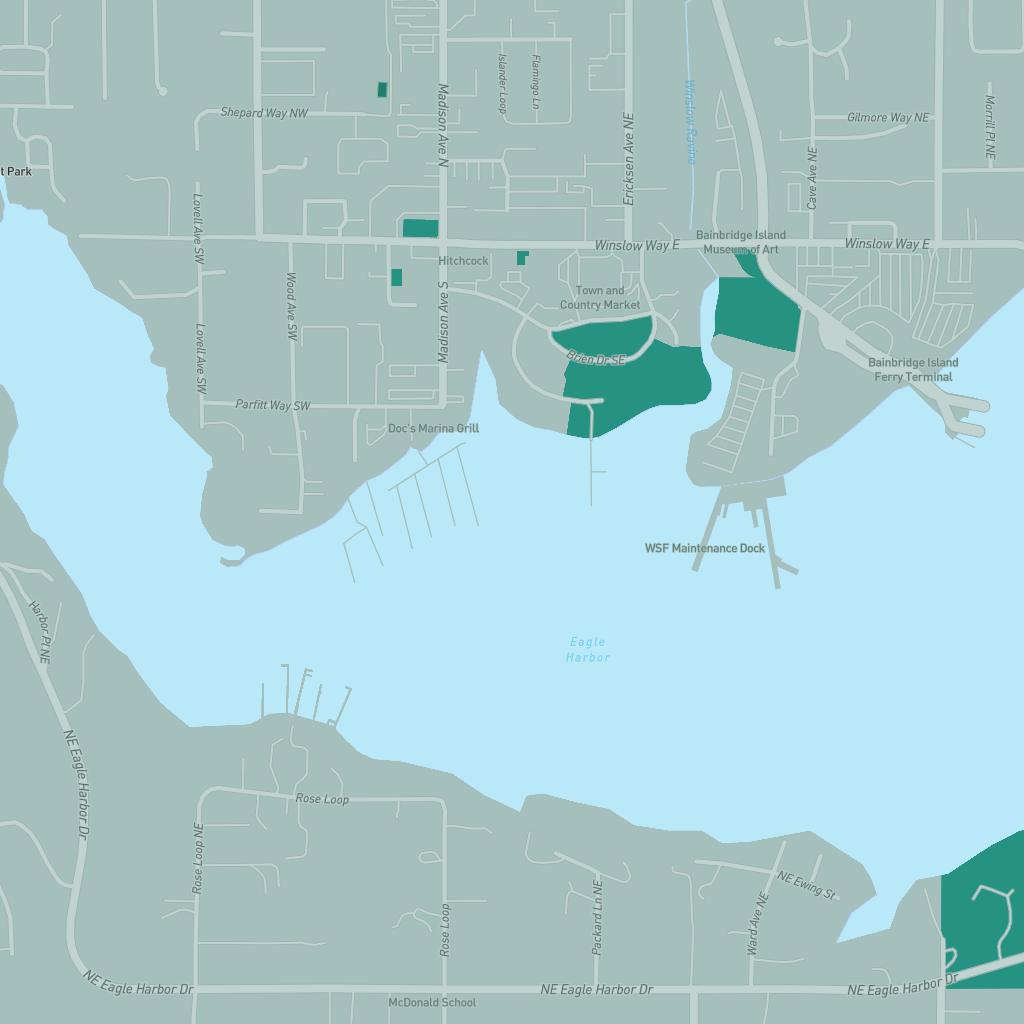 Islander Loop
Flamingo Ln
Madison Ave N
Winslow Ravine
Morrill Pl NE
Shepard Way NW
Gilmore Way NE
Ericksen Ave NE
Cave Ave NE
t Park
Lovell Ave SW
Bainbridge Island
Museum of Art
Winslow Way E
Winslow Way E
Hitchcock
Wood Ave SW
Town and
Country Market
Madison Ave S
Lovell Ave SW
Brien Dr SE
Bainbridge Island
Ferry Terminal
Parfitt Way SW
Doc's Marina Grill
WSF Maintenance Dock
Harbor Pl NE
Eagle
Harbor
NE Eagle Harbor Dr
Rose Loop
Rose Loop NE
NE Ewing St
Packard Ln NE
Ward Ave NE
Rose Loop
NE Eagle Harbor Dr
NE Eagle Harbor Dr
NE Eagle Harbor Dr
McDonald School